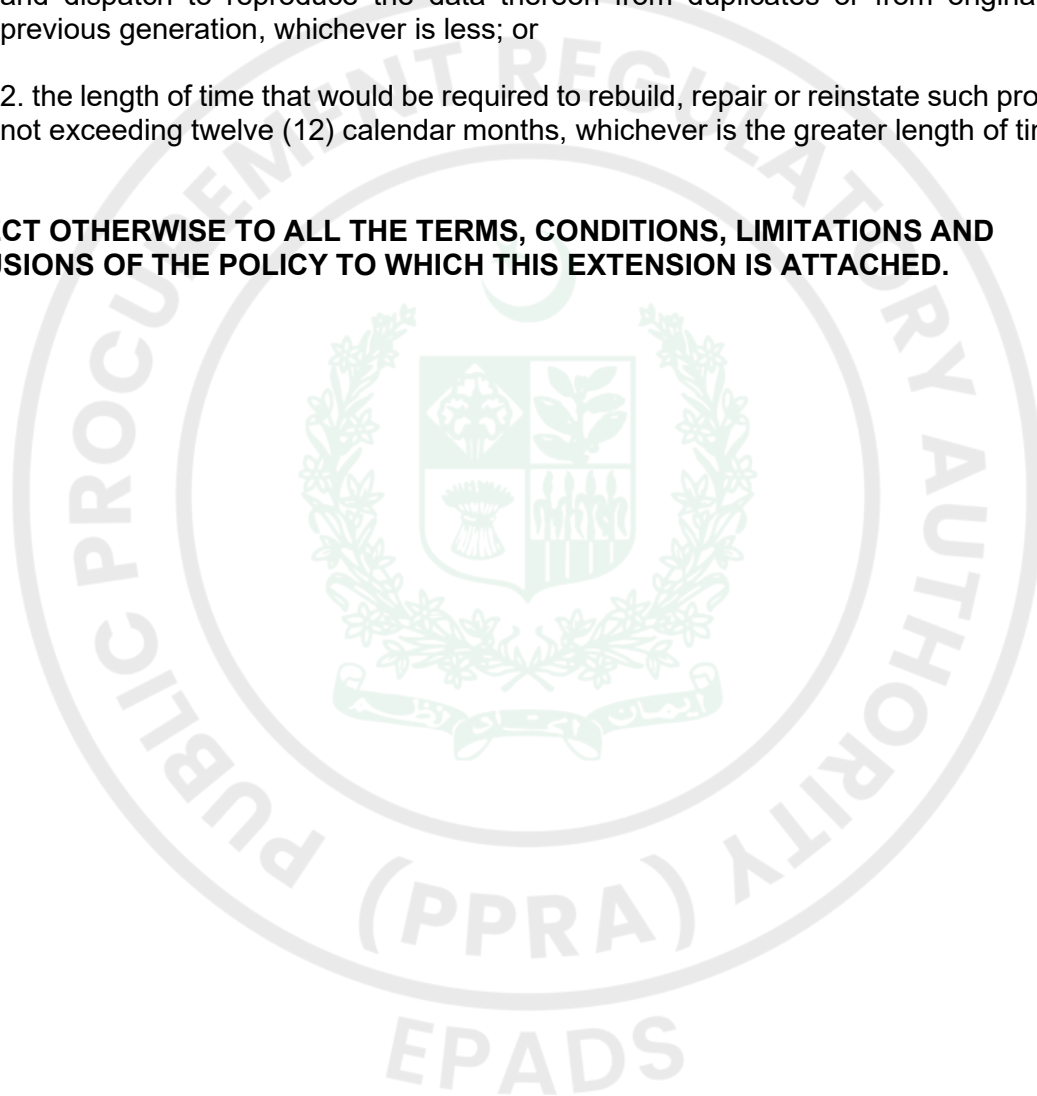 and dispatch to reproduce the data thereon from duplicates or from origina
previous generation, whichever is less; or
2. the length of time that would be required to rebuild, repair or reinstate such pro
not exceeding twelve (12) calendar months, whichever is the greater length of
ECT OTHERWISE TO ALL THE TERMS, CONDITIONS, LIMITATIONS AND
USIONS OF THE POLICY TO WHICH THIS EXTENSION IS ATTACHED.
PUBLIC PROCUREMENT REGULATORY AUTHORITY
(PPRA)
EPADS